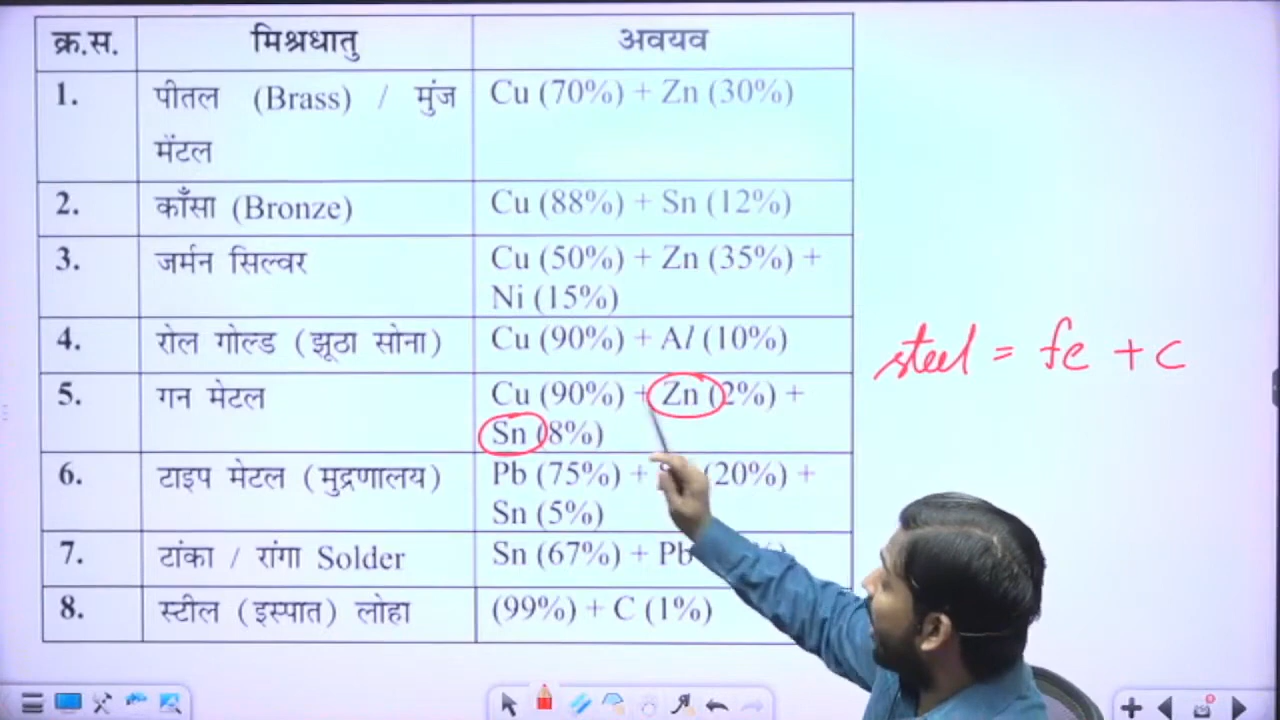 क्र.स. मिश्रधातु अवयव
1. पीतल (Brass) / मुंज Cu (70%) + Zn (30%)
मेंटल
2. काँसा (Bronze) Cu (88%) + Sn (12%)
3. जर्मन सिल्वर Cu (50%) + Zn (35%) +
Ni (15%)
4. रोल गोल्ड (झूठा सोना) Cu (90%) + Al (10%)
5. गन मेटल Cu (90%) + Zn (2%) +
Sn (8%)
steel = fe + c
6. टाइप मेटल (मुद्रणालय) Pb (75%) + (20%) +
Sn (5%)
7. टांका / रांगा Solder Sn (67%) + Pb
8. स्टील (इस्पात) लोहा (99%) + C (1%)